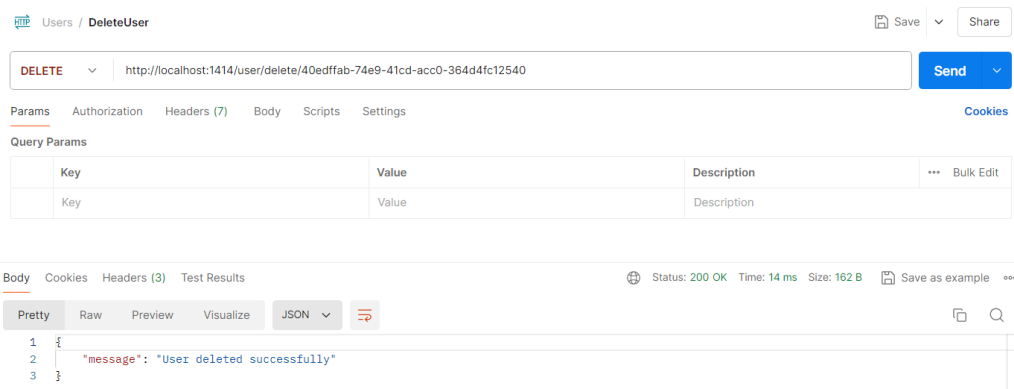 HTTP Users / DeleteUser Save Share
DELETE http://localhost:1414/user/delete/40edffab-74e9-41cd-acc0-364d4fc12540 Send
Params Authorization Headers (7) Body Scripts Settings Cookies
Query Params
Key Value Description ••• Bulk Edit
Key Value Description
Body Cookies Headers (3) Test Results Status: 200 OK Time: 14 ms Size: 162 B Save as example
Pretty Raw Preview Visualize JSON
1 {
2 "message": "User deleted successfully"
3 }